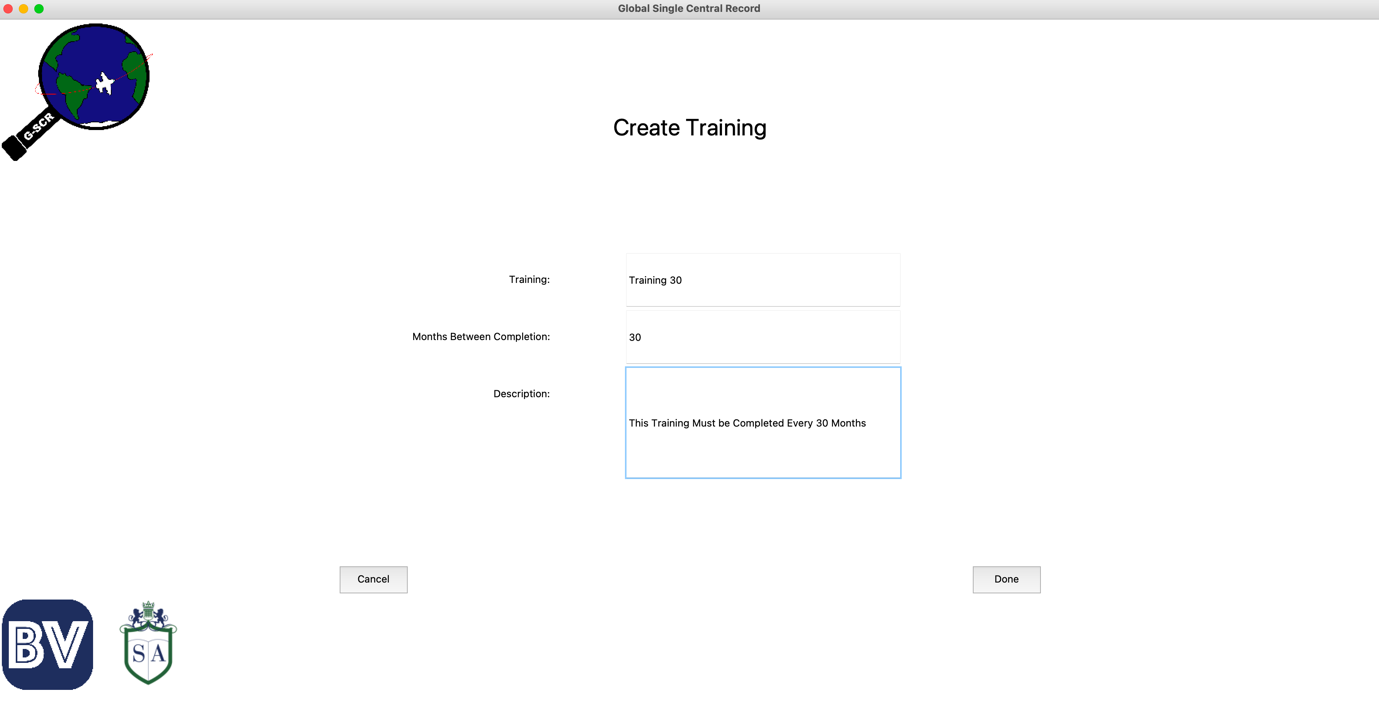 Global Single Central Record
G-SCR
Create Training
Training:
Training 30
Months Between Completion:
30
Description:
This Training Must be Completed Every 30 Months
Cancel
Done
BV
SA